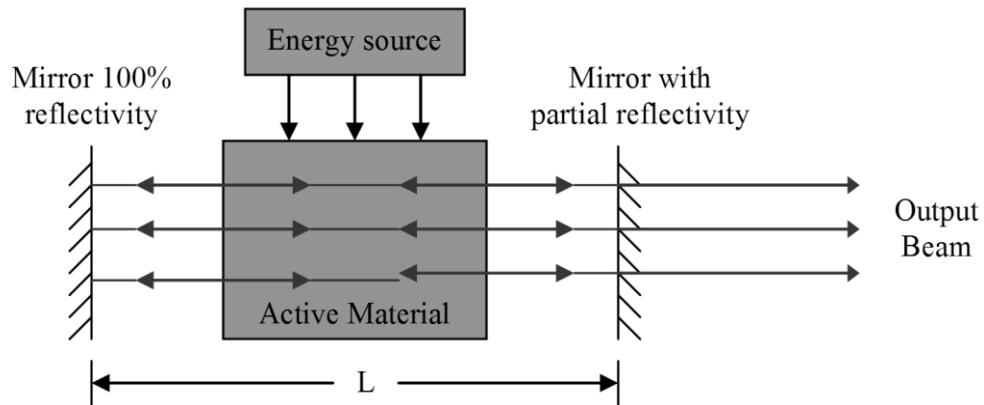 Energy source
Mirror 100%
reflectivity
Mirror with
partial reflectivity
Output
Beam
Active Material
L